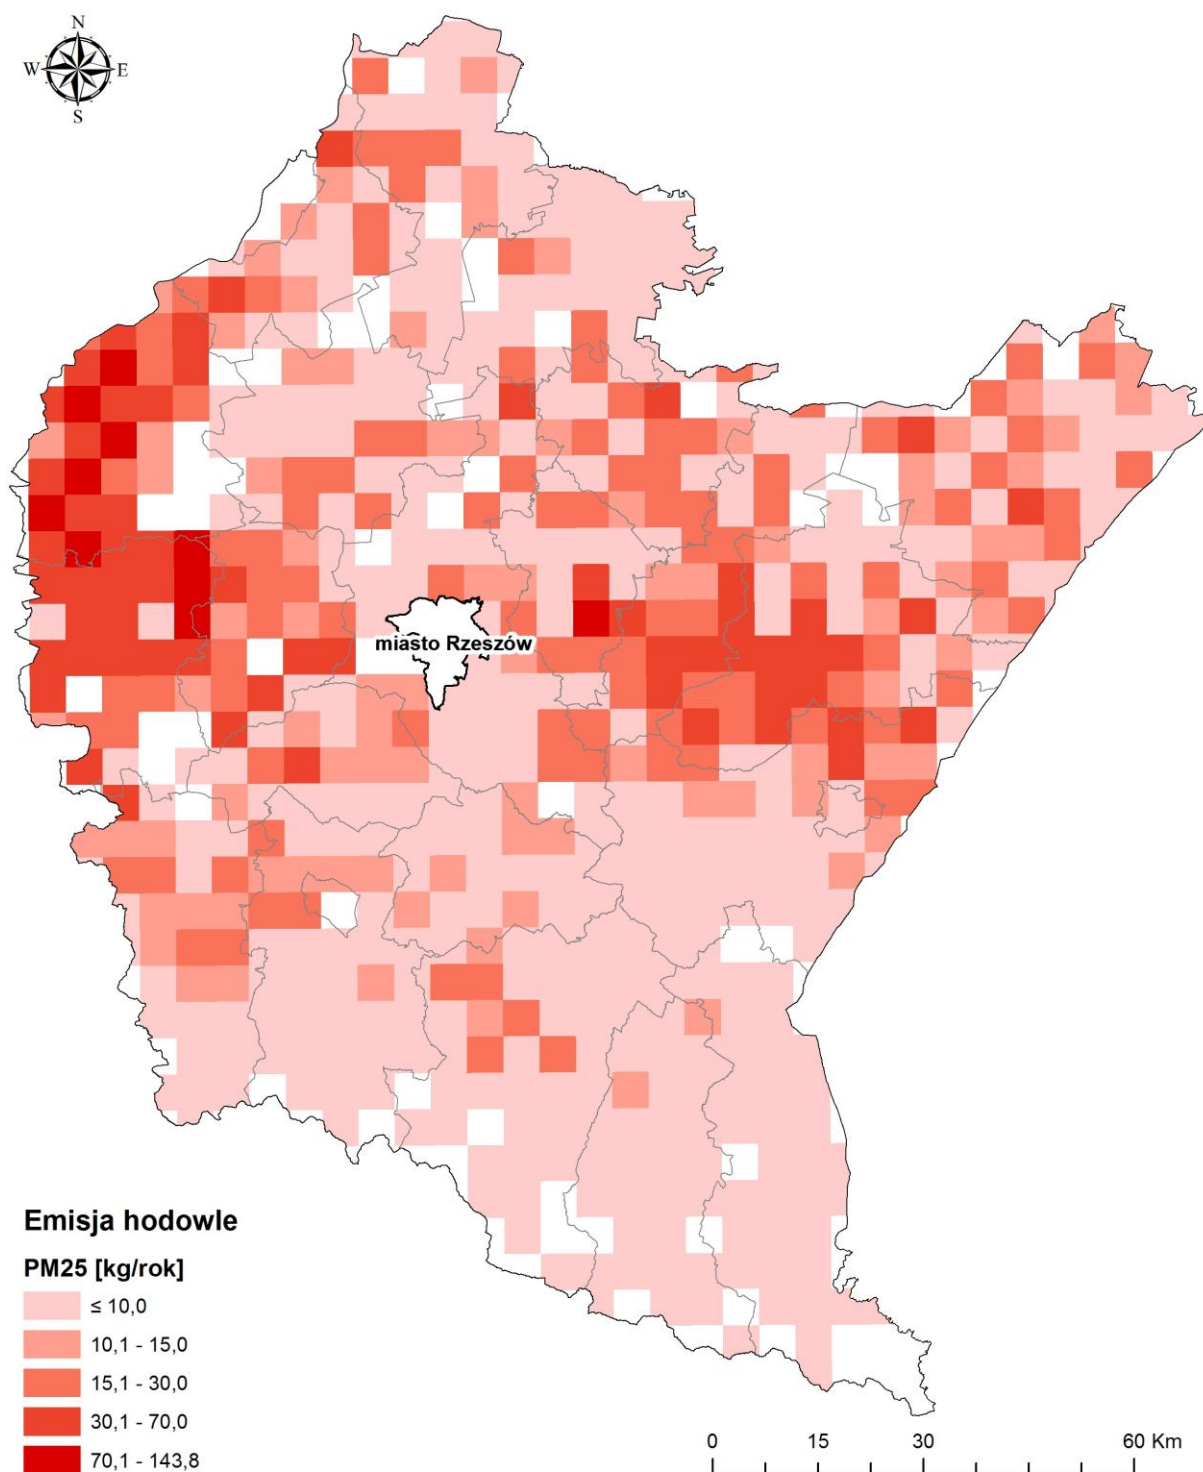 N
W E
S
miasto Rzeszów
Emisja hodowle
PM25 [kg/rok]
≤ 10,0
10,1 - 15,0
15,1 - 30,0
30,1 - 70,0
70,1 - 143,8
0 15 30 60 Km